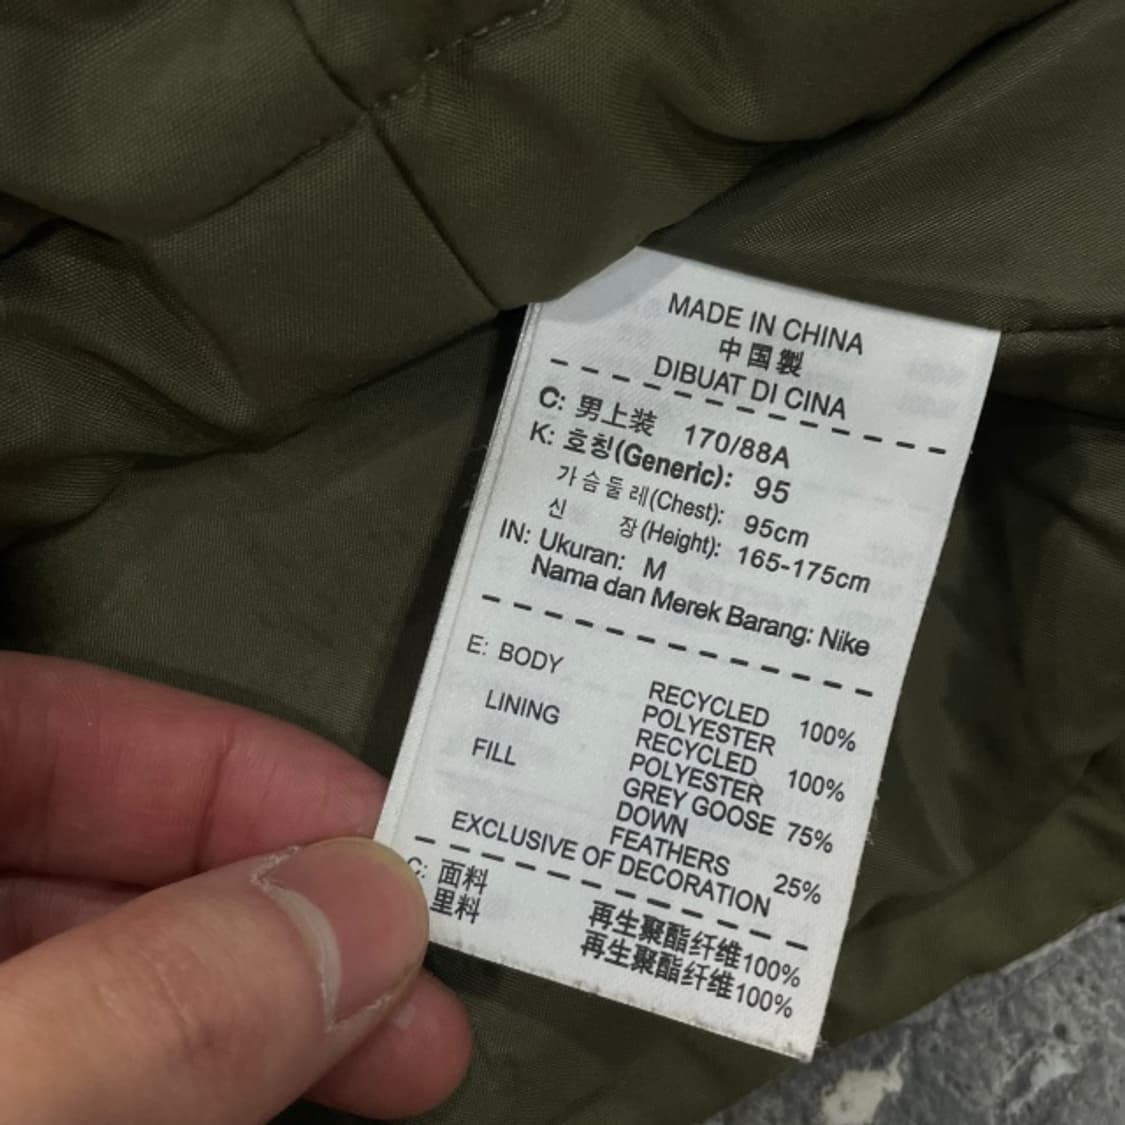 MADE IN CHINA
中国製
DIBUAT DI CINA
C: 男上装 170/88A
K: 호칭(Generic): 95
가슴둘레(Chest): 95cm
신 장(Height): 165-175cm
IN: Ukuran: M
Nama dan Merek Barang: Nike
E: BODY RECYCLED POLYESTER 100%
LINING RECYCLED POLYESTER 100%
FILL GREY GOOSE DOWN 75%
FEATHERS 25%
EXCLUSIVE OF DECORATION
C: 面料 再生聚酯纤维100%
里料 再生聚酯纤维100%